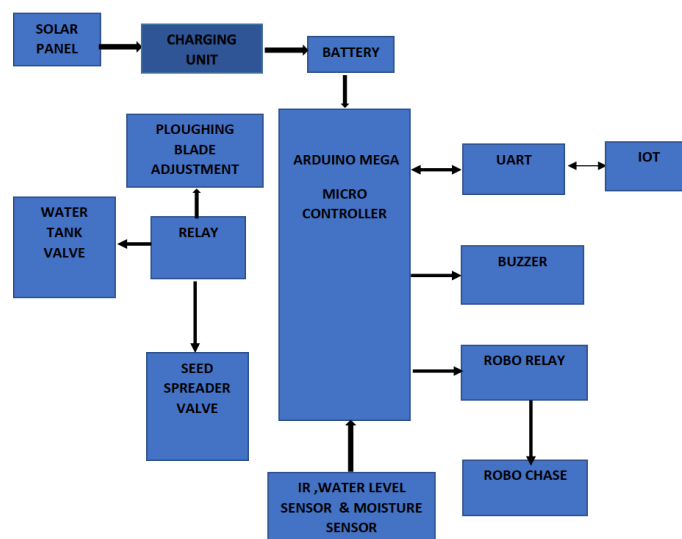 SOLAR
PANEL
CHARGING
UNIT
BATTERY
PLOUGHING
BLADE
ADJUSTMENT
ARDUINO MEGA
MICRO
CONTROLLER
UART
IOT
WATER
TANK
VALVE
RELAY
BUZZER
SEED
SPREADER
VALVE
ROBO RELAY
ROBO CHASE
IR ,WATER LEVEL
SENSOR & MOISTURE
SENSOR